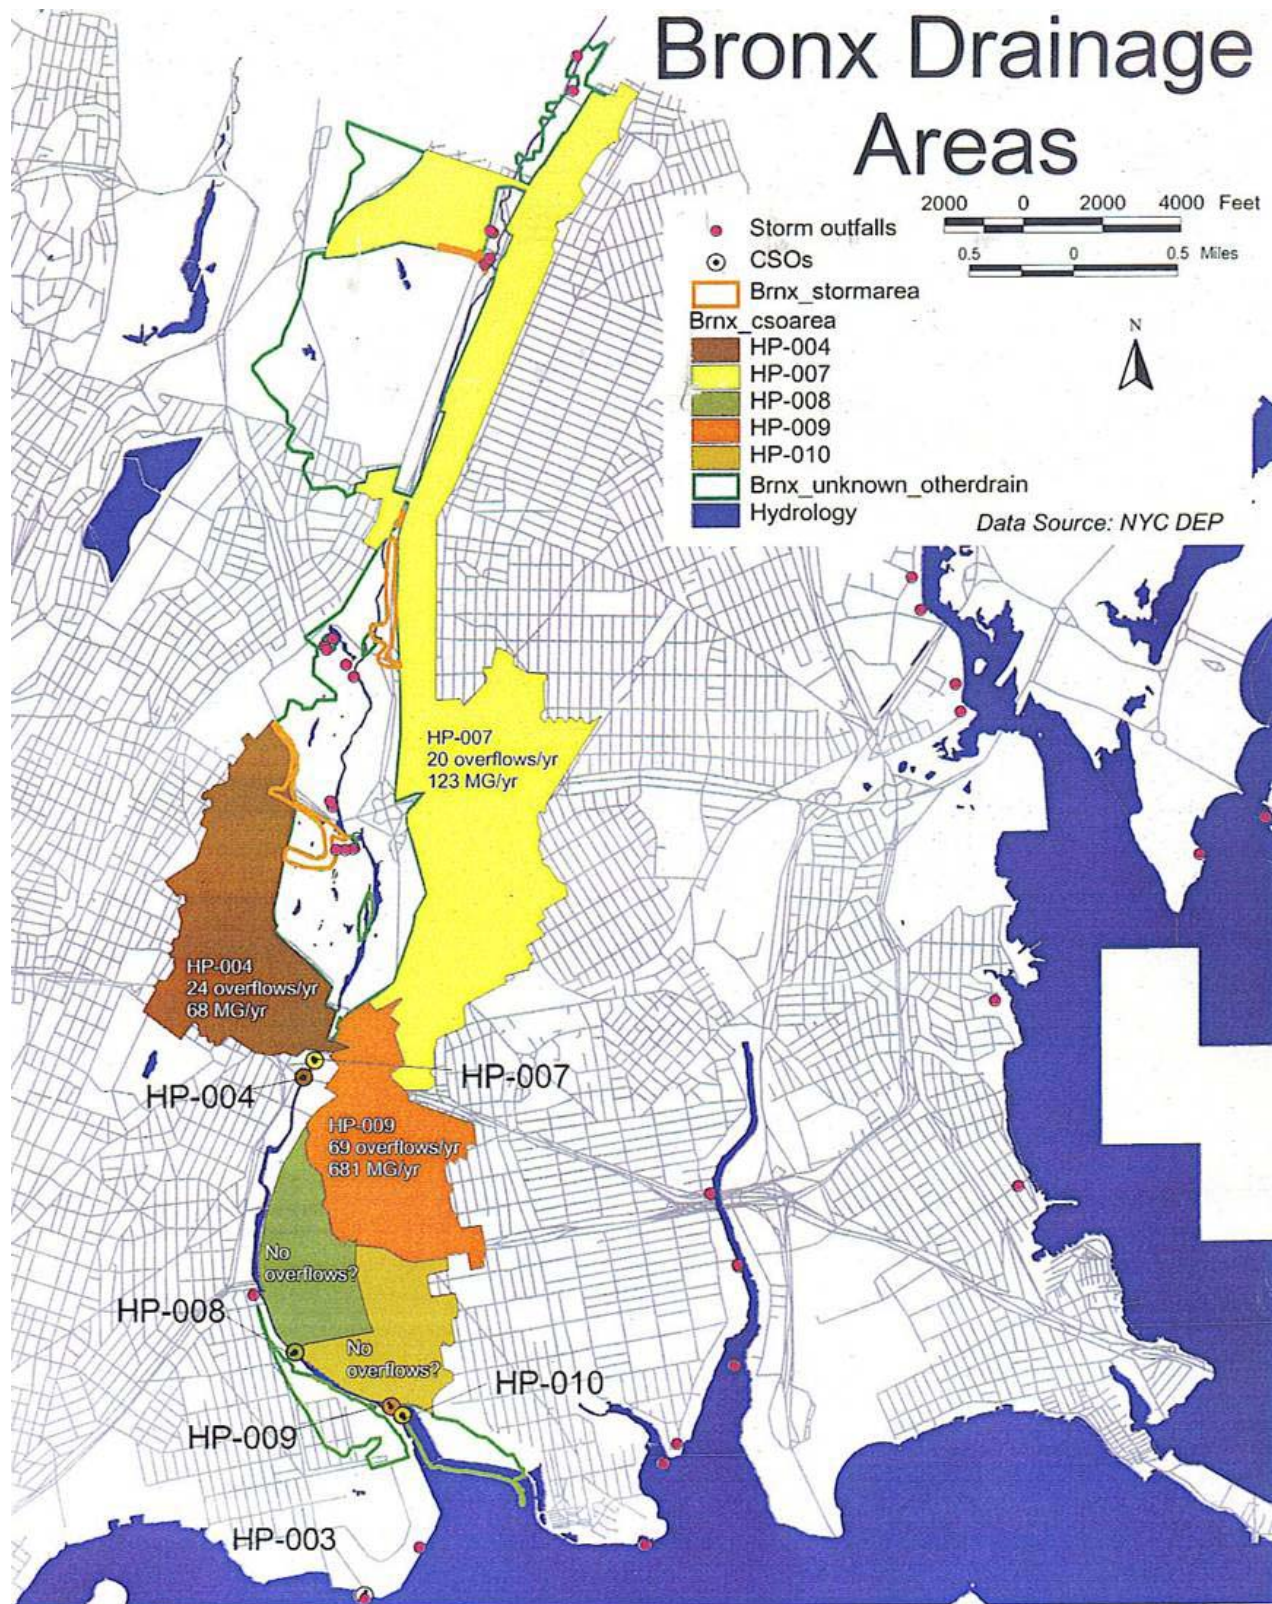 Bronx Drainage
Areas
2000 0 2000 4000 Feet
0.5 0 0.5 Miles
Storm outfalls
CSOs
Brnx_stormarea
Brnx_csoarea
HP-004
HP-007
HP-008
HP-009
HP-010
Brnx_unknown_otherdrain
Hydrology
N
Data Source: NYC DEP
HP-007
20 overflows/yr
123 MG/yr
HP-004
24 overflows/yr
68 MG/yr
HP-007
HP-004
HP-009
69 overflows/yr
681 MG/yr
No
overflows?
HP-008
No
overflows?
HP-010
HP-009
HP-003